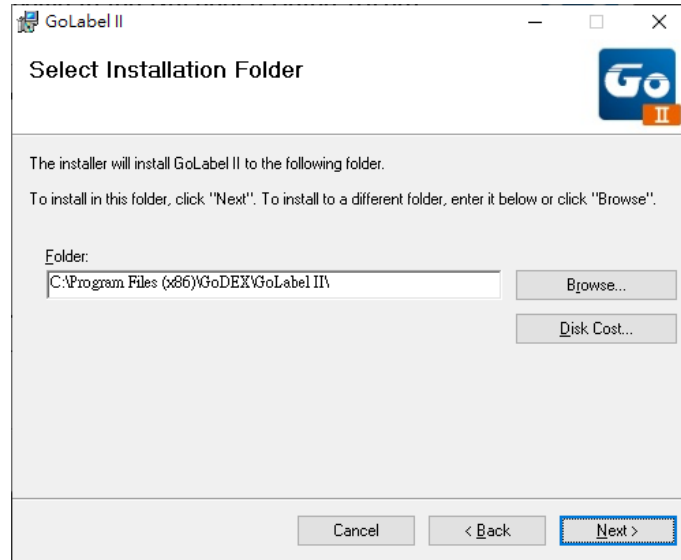 GoLabel II
Select Installation Folder
Go
II
The installer will install GoLabel II to the following folder.
To install in this folder, click "Next". To install to a different folder, enter it below or click "Browse".
Folder:
C:\Program Files (x86)\GoDEX\GoLabel II\
Browse...
Disk Cost...
Cancel
< Back
Next >